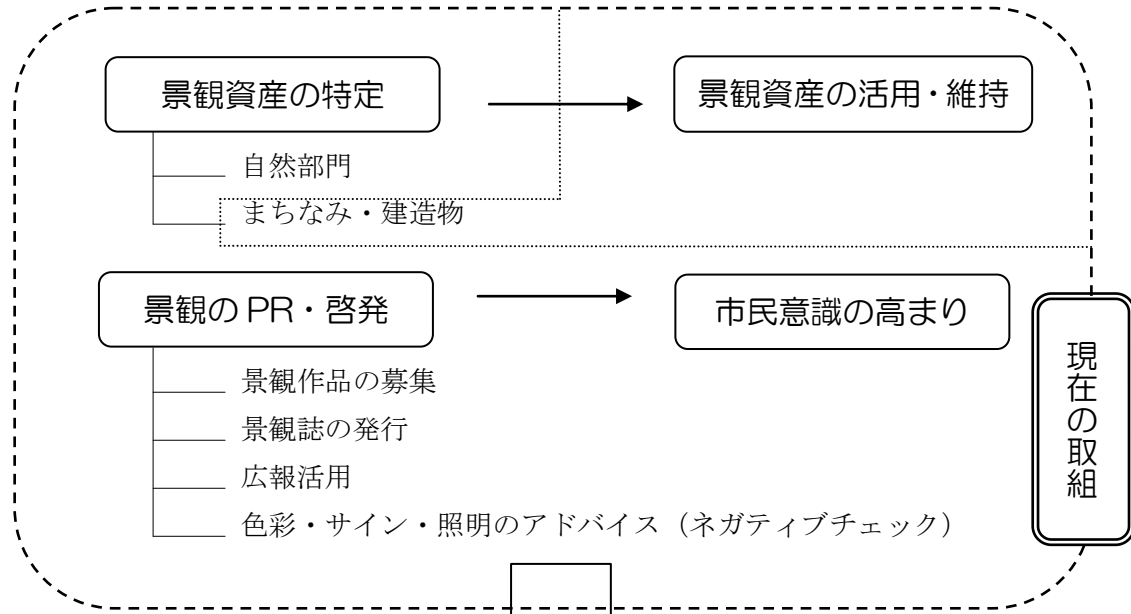 景観資産の特定
景観資産の活用・維持
自然部門
まちなみ・建造物
景観の PR・啓発
市民意識の高まり
景観作品の募集
景観誌の発行
広報活用
色彩・サイン・照明のアドバイス（ネガティブチェック）
現在の取組